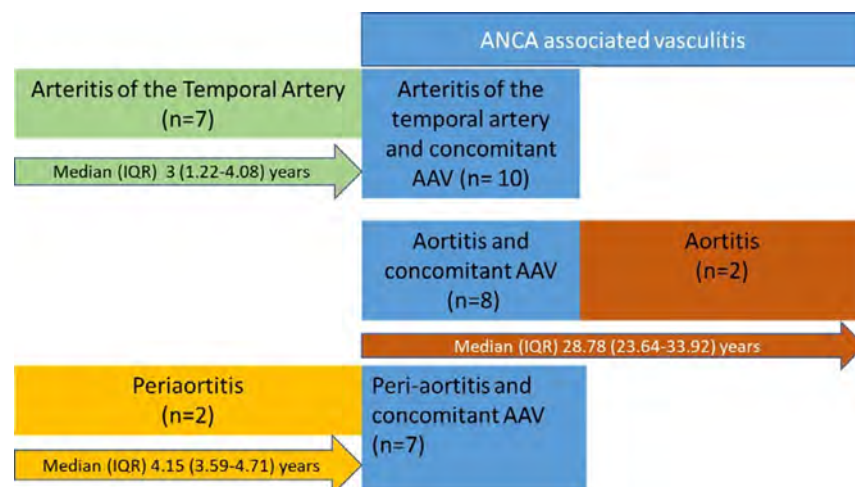 ANCA associated vasculitis
Arteritis of the Temporal Artery
(n=7)
Arteritis of the
temporal artery
and concomitant
AAV (n= 10)
Median (IQR)  3 (1.22-4.08) years
Aortitis and
concomitant AAV
(n=8)
Aortitis
(n=2)
Median (IQR) 28.78 (23.64-33.92) years
Periaortitis
(n=2)
Peri-aortitis and
concomitant AAV
(n=7)
Median (IQR) 4.15 (3.59-4.71) years